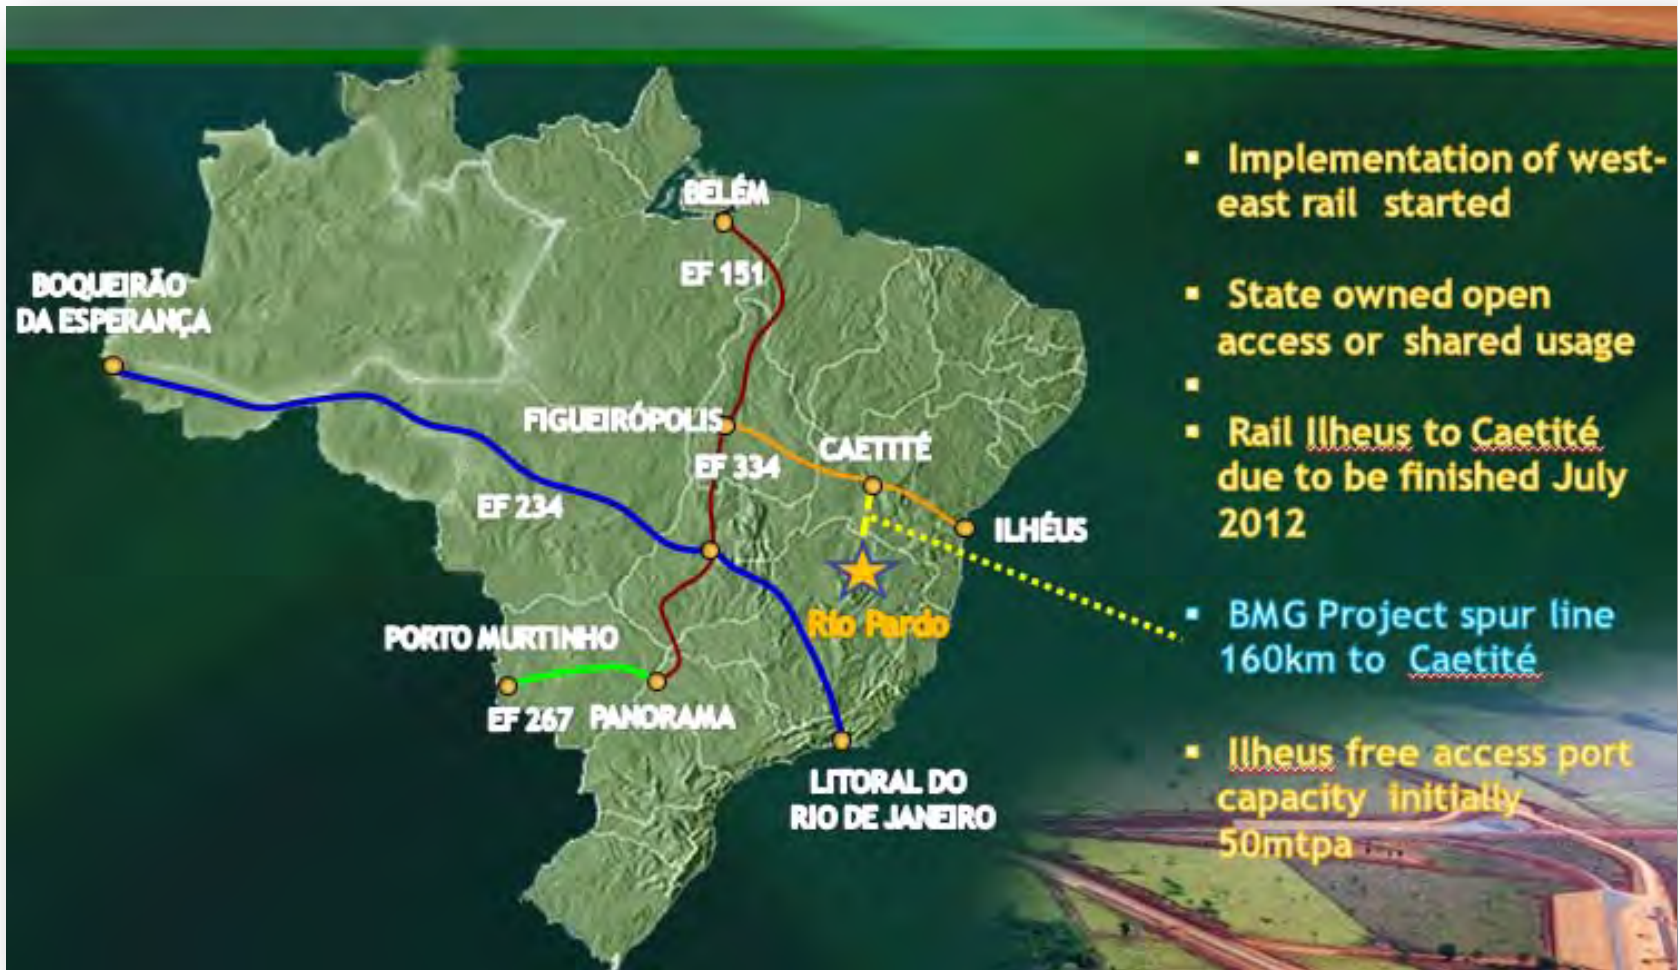 BELÉM
EF 151
BOQUEIRÃO
DA ESPERANÇA
FIGUEIRÓPOLIS
CAETITÉ
EF 334
EF 234
ILHÉUS
Rio Pardo
PORTO MURTINHO
EF 267
PANORAMA
LITORAL DO
RIO DE JANEIRO
▪ Implementation of west-
east rail started
▪ State owned open
access or shared usage
▪
▪ Rail Ilheus to Caetité
due to be finished July
2012
▪ BMG Project spur line
160km to Caetité
▪ Ilheus free access port
capacity initially
50mtpa